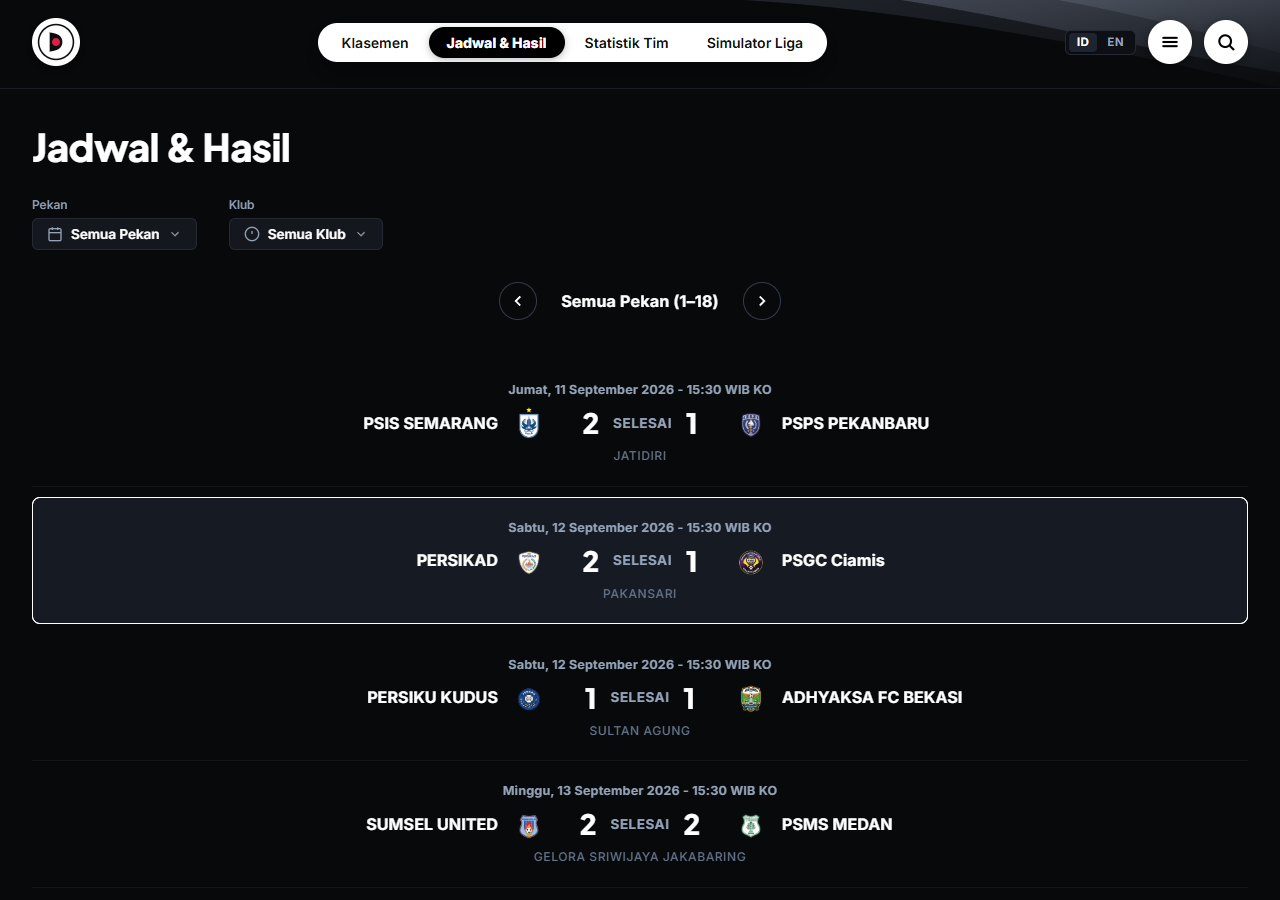 Klasemen Jadwal & Hasil Statistik Tim Simulator Liga ID EN
Jadwal & Hasil
Pekan Klub
Semua Pekan Semua Klub
Semua Pekan (1–18)
Jumat, 11 September 2026 - 15:30 WIB KO
PSIS SEMARANG 2 SELESAI 1 PSPS PEKANBARU
JATIDIRI
Sabtu, 12 September 2026 - 15:30 WIB KO
PERSIKAD 2 SELESAI 1 PSGC Ciamis
PAKANSARI
Sabtu, 12 September 2026 - 15:30 WIB KO
PERSIKU KUDUS 1 SELESAI 1 ADHYAKSA FC BEKASI
SULTAN AGUNG
Minggu, 13 September 2026 - 15:30 WIB KO
SUMSEL UNITED 2 SELESAI 2 PSMS MEDAN
GELORA SRIWIJAYA JAKABARING